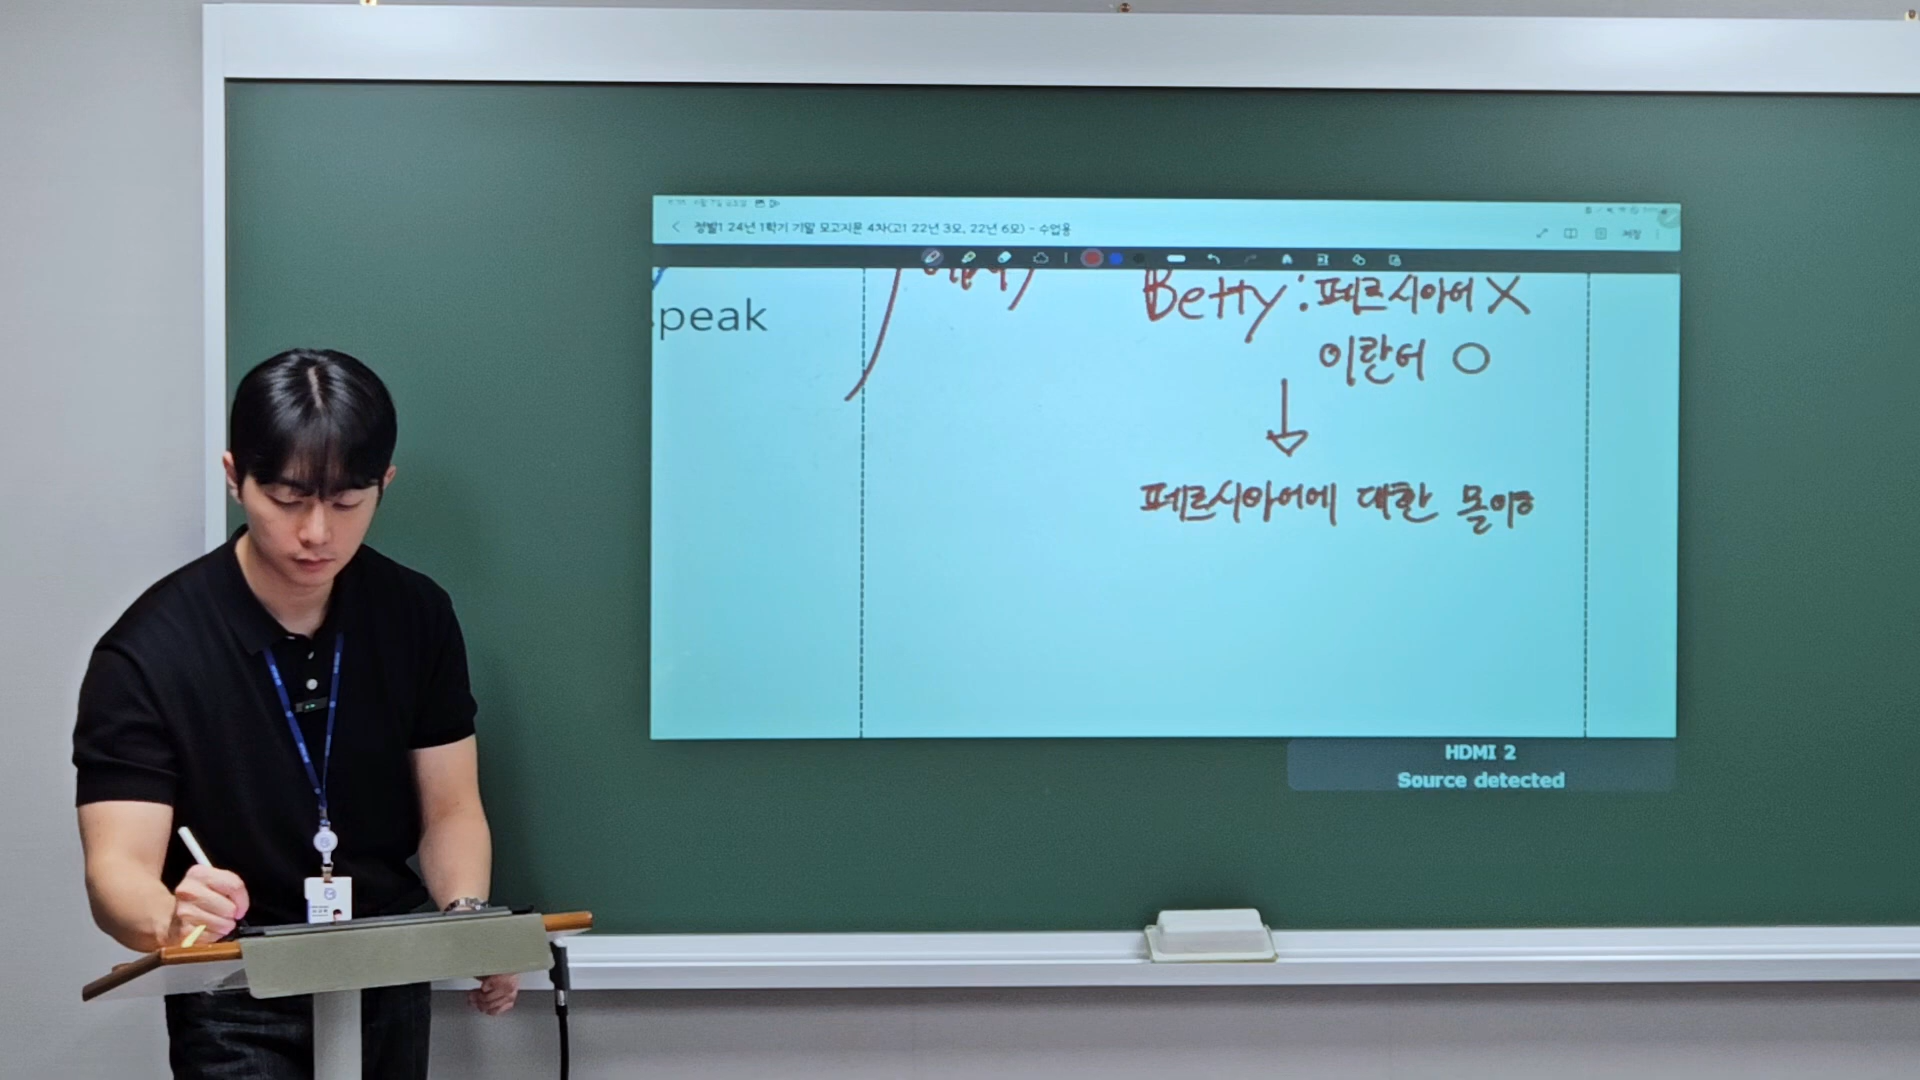 정발1 24년 1학기 기말 모고지문 4차(고1 22년 3모, 22년 6모) - 수업용
저장
peak
Betty : 페르시아어 X
이란어 O
↓
페르시아어에 대한 몰이해
HDMI 2
Source detected